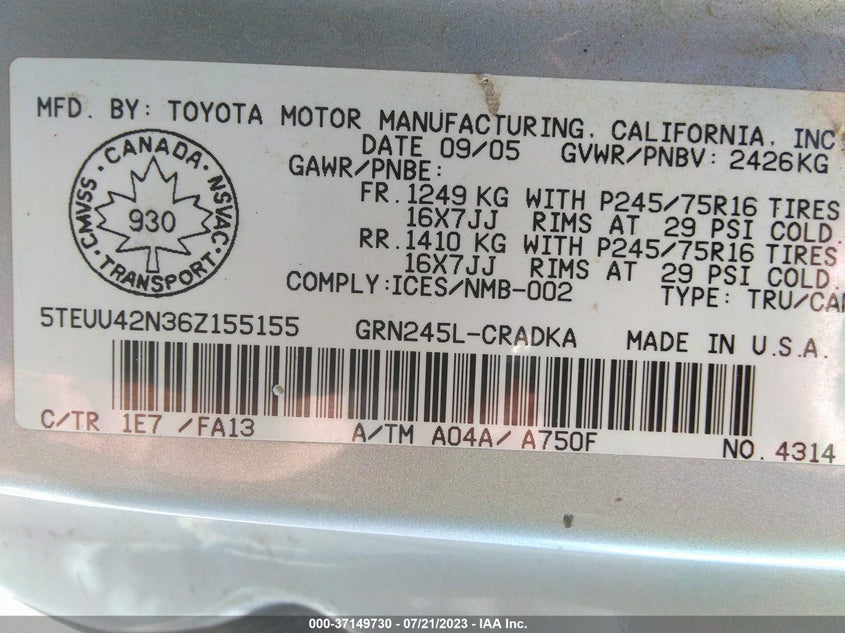 MFD. BY: TOYOTA MOTOR MANUFACTURING, CALIFORNIA, INC
DATE 09/05 GVWR/PNBV: 2426KG
GAWR/PNBE:
FR. 1249 KG WITH P245/75R16 TIRES
16X7JJ RIMS AT 29 PSI COLD.
RR. 1410 KG WITH P245/75R16 TIRES
16X7JJ RIMS AT 29 PSI COLD.
COMPLY:ICES/NMB-002
TYPE: TRU/CAM
CANADA
CMVSS 930 NSVAC
TRANSPORT
5TEUU42N36Z155155 GRN245L-CRADKA MADE IN U.S.A.
C/TR 1E7 /FA13 A/TM A04A/ A750F NO. 4314
000-37149730 - 07/21/2023 - IAA Inc.